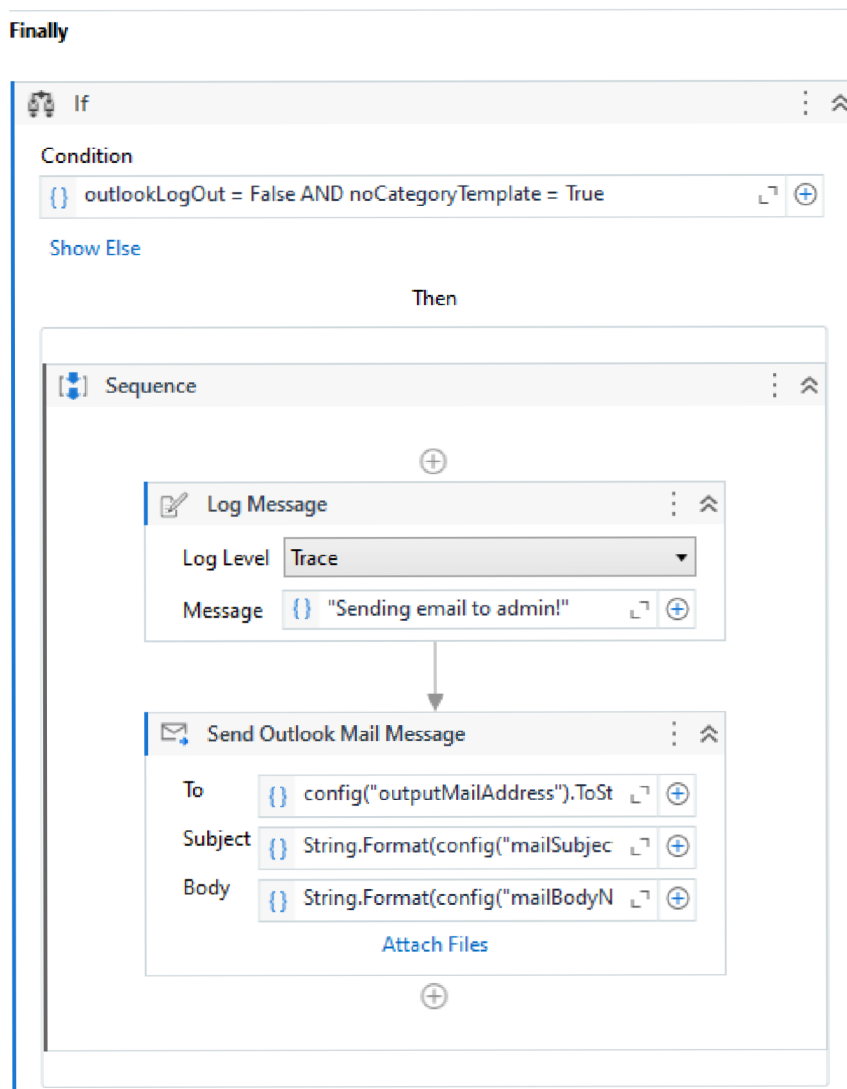 Finally
If
Condition
{} outlookLogOut = False AND noCategoryTemplate = True
Show Else
Then
Sequence
Log Message
Log Level Trace
Message {} "Sending email to admin!"
Send Outlook Mail Message
To {} config("outputMailAddress").ToSt
Subject {} String.Format(config("mailSubjec
Body {} String.Format(config("mailBodyN
Attach Files